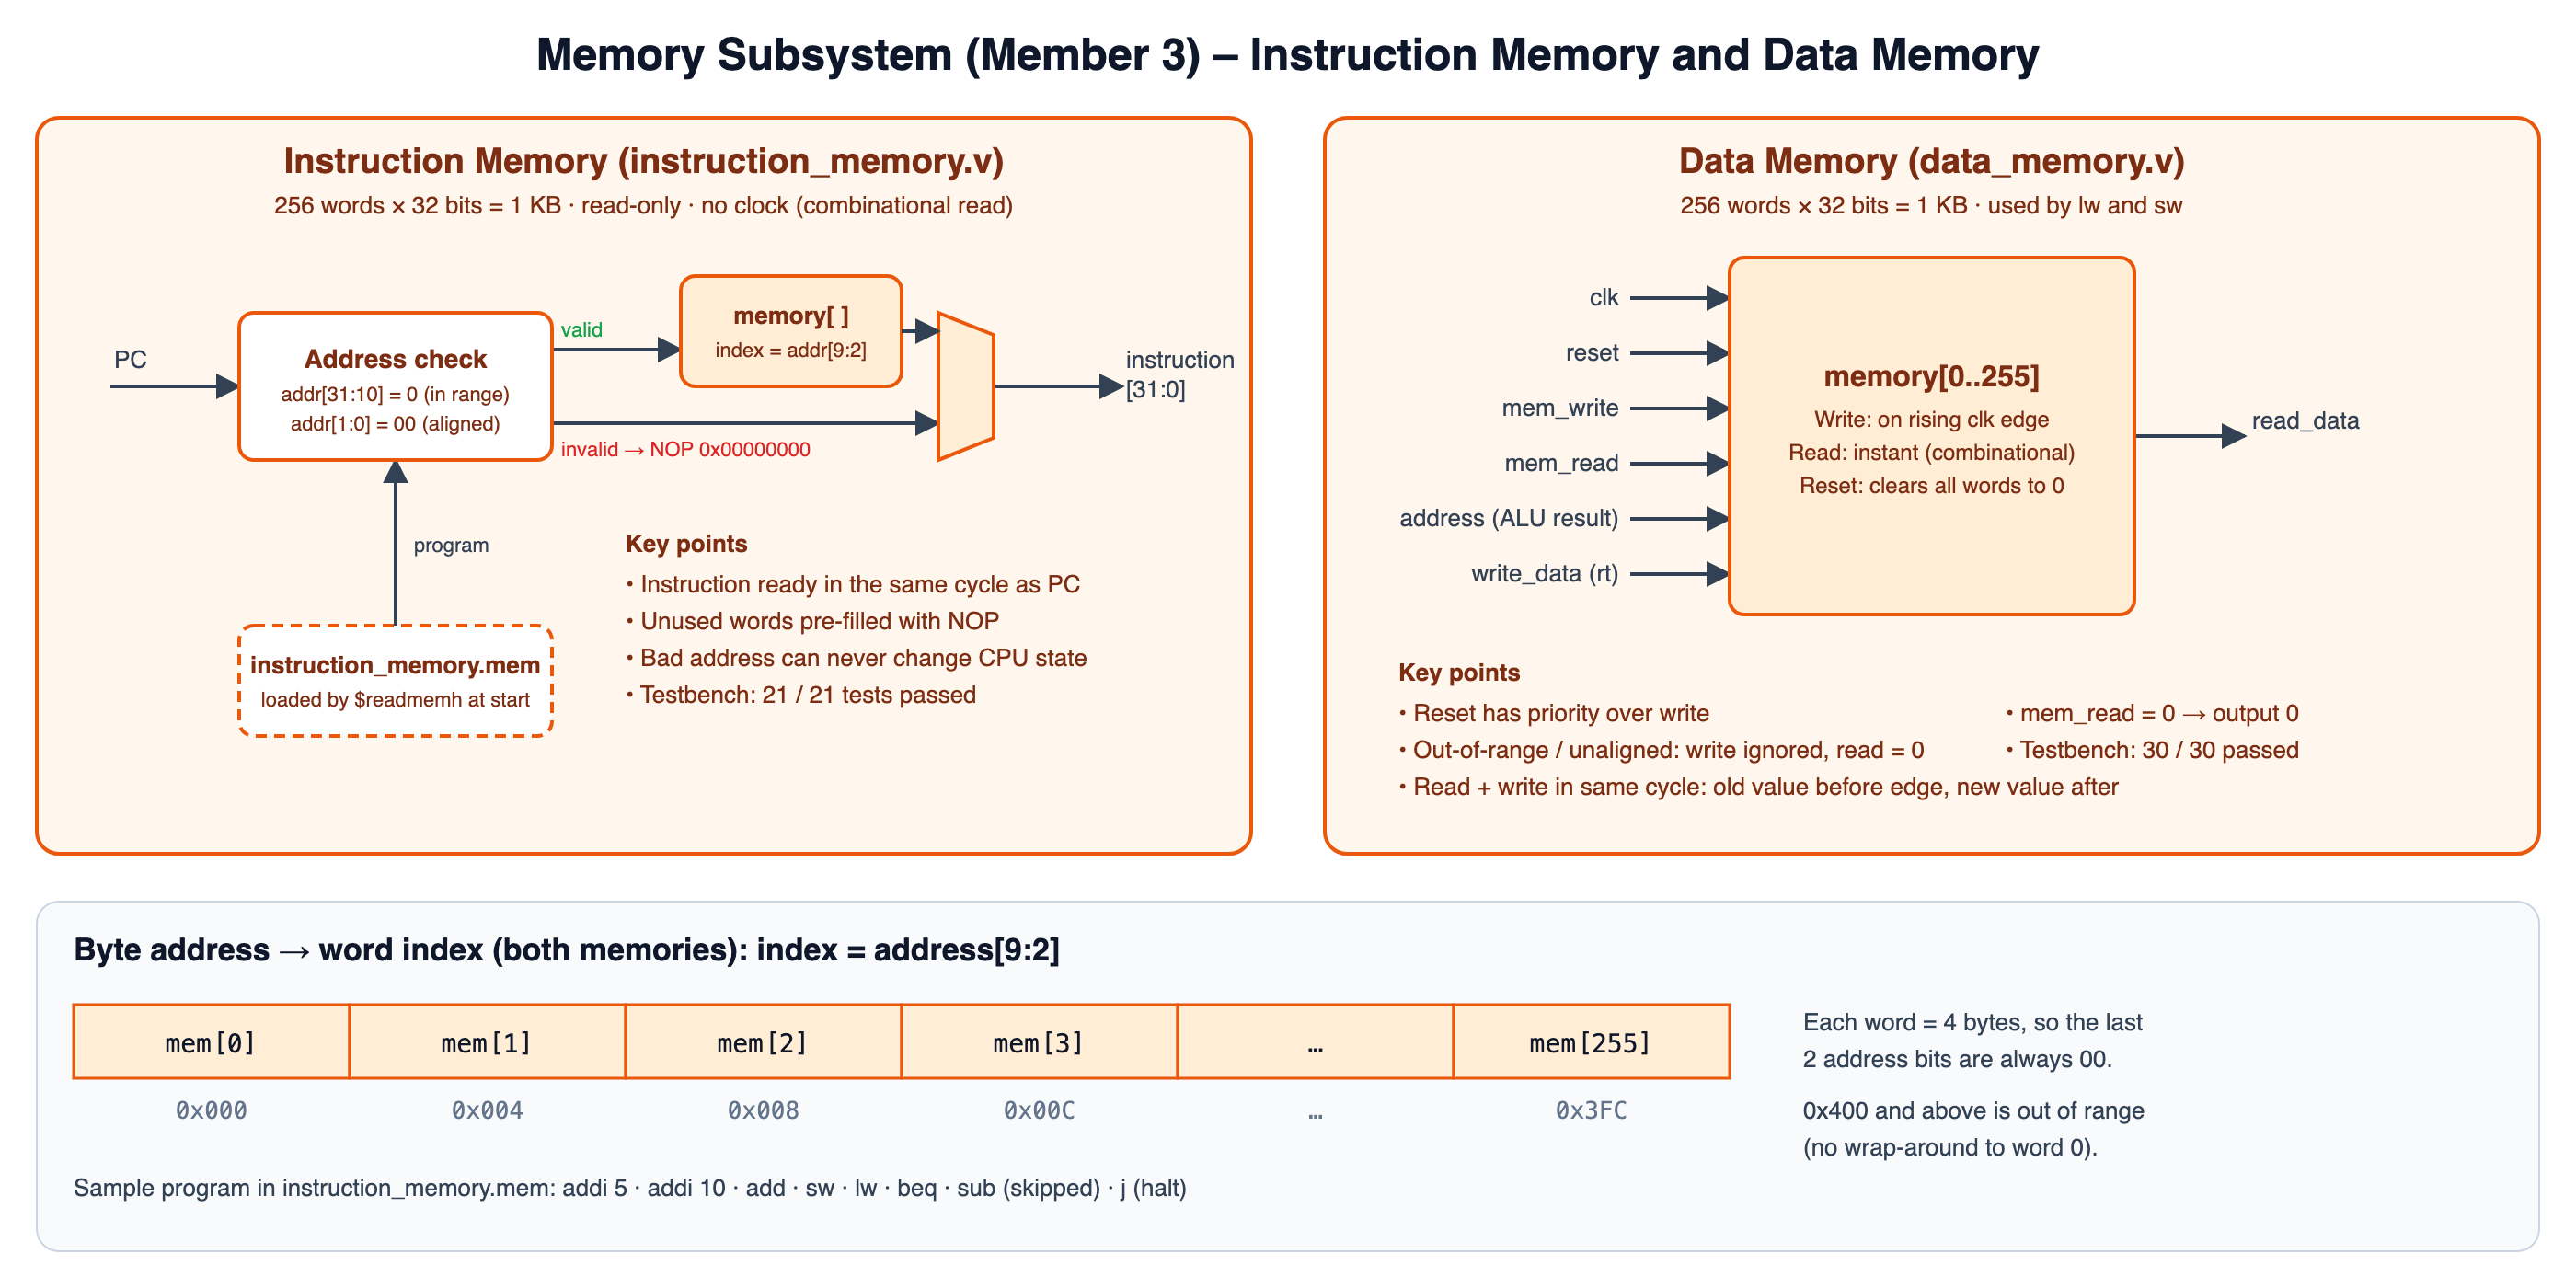 Memory Subsystem (Member 3) – Instruction Memory and Data Memory
Instruction Memory (instruction_memory.v)
256 words × 32 bits = 1 KB · read-only · no clock (combinational read)
PC
Address check
addr[31:10] = 0 (in range)
addr[1:0] = 00 (aligned)
valid
invalid → NOP 0x00000000
memory[ ]
index = addr[9:2]
instruction
[31:0]
program
instruction_memory.mem
loaded by $readmemh at start
Key points
• Instruction ready in the same cycle as PC
• Unused words pre-filled with NOP
• Bad address can never change CPU state
• Testbench: 21 / 21 tests passed
Data Memory (data_memory.v)
256 words × 32 bits = 1 KB · used by lw and sw
clk
reset
mem_write
mem_read
address (ALU result)
write_data (rt)
memory[0..255]
Write: on rising clk edge
Read: instant (combinational)
Reset: clears all words to 0
read_data
Key points
• Reset has priority over write
• mem_read = 0 → output 0
• Out-of-range / unaligned: write ignored, read = 0
• Testbench: 30 / 30 passed
• Read + write in same cycle: old value before edge, new value after
Byte address → word index (both memories): index = address[9:2]
mem[0] mem[1] mem[2] mem[3] … mem[255]
0x000 0x004 0x008 0x00C … 0x3FC
Each word = 4 bytes, so the last
2 address bits are always 00.
0x400 and above is out of range
(no wrap-around to word 0).
Sample program in instruction_memory.mem: addi 5 · addi 10 · add · sw · lw · beq · sub (skipped) · j (halt)